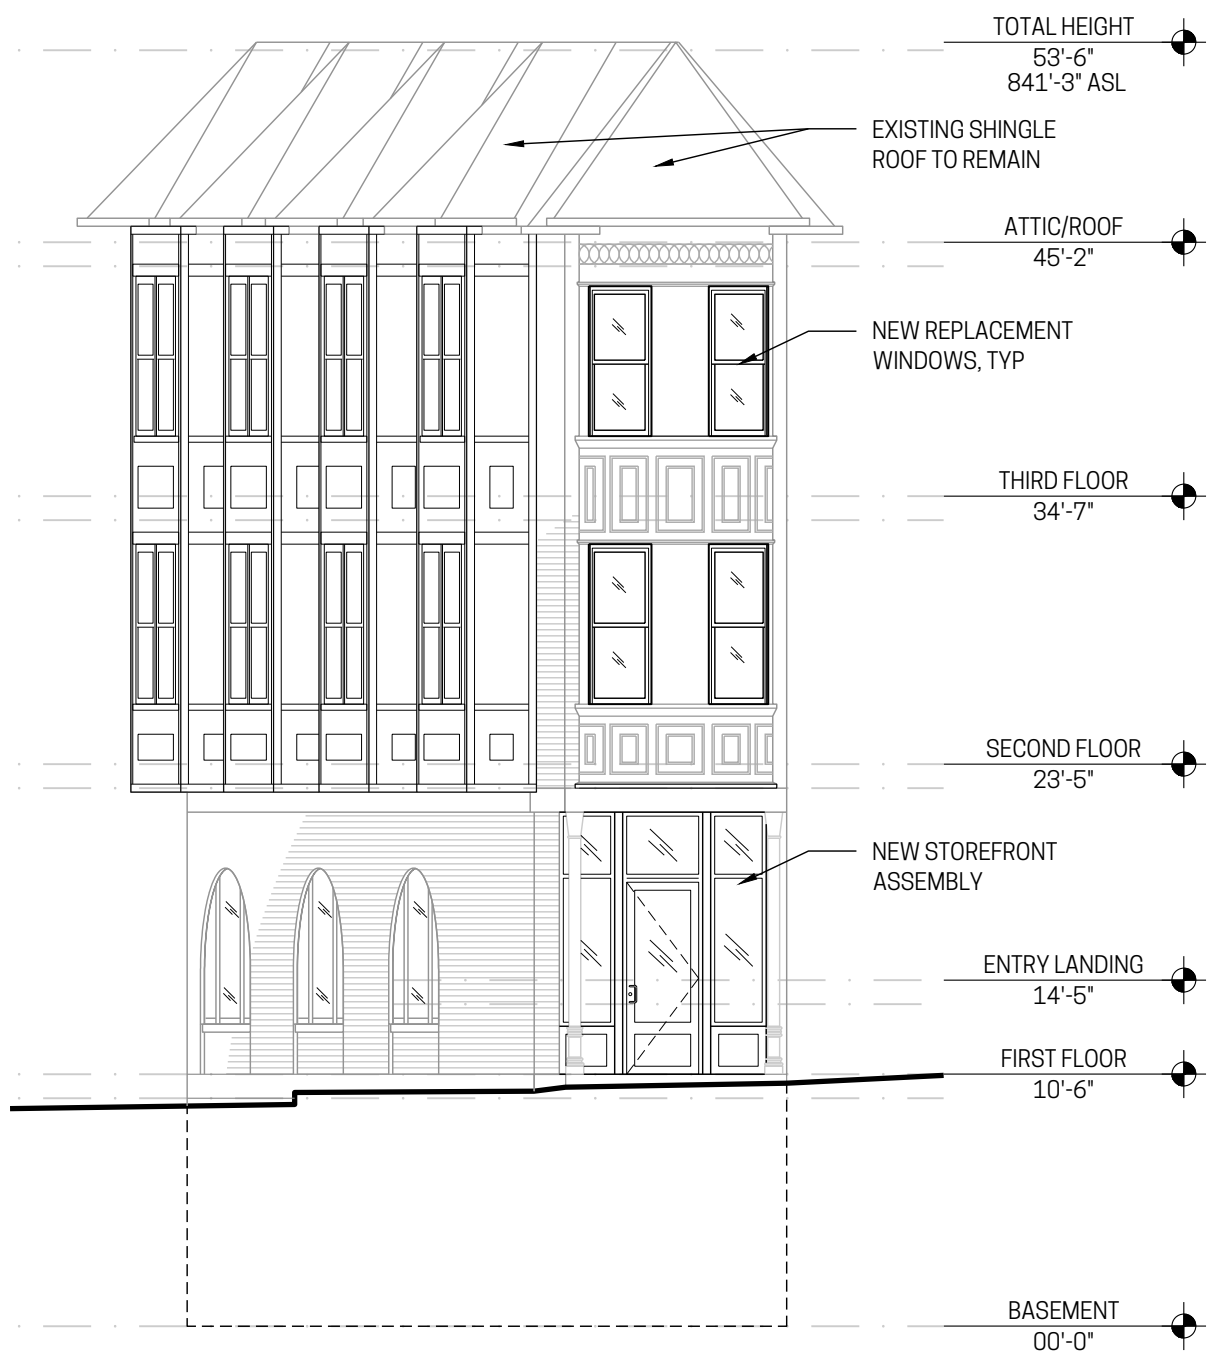 TOTAL HEIGHT
53'-6"
841'-3" ASL
EXISTING SHINGLE
ROOF TO REMAIN
ATTIC/ROOF
45'-2"
NEW REPLACEMENT
WINDOWS, TYP
THIRD FLOOR
34'-7"
SECOND FLOOR
23'-5"
NEW STOREFRONT
ASSEMBLY
ENTRY LANDING
14'-5"
FIRST FLOOR
10'-6"
BASEMENT
00'-0"